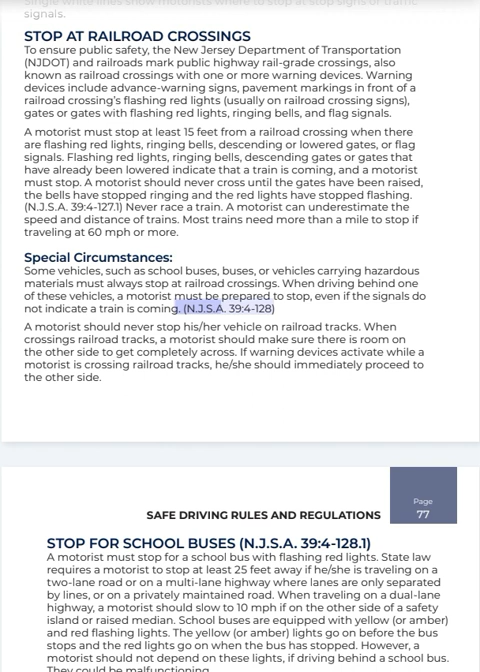 Single white lines show motorists where to stop at stop signs or traffic
signals.
STOP AT RAILROAD CROSSINGS
To ensure public safety, the New Jersey Department of Transportation
(NJDOT) and railroads mark public highway rail-grade crossings, also
known as railroad crossings with one or more warning devices. Warning
devices include advance-warning signs, pavement markings in front of a
railroad crossing’s flashing red lights (usually on railroad crossing signs),
gates or gates with flashing red lights, ringing bells, and flag signals.
A motorist must stop at least 15 feet from a railroad crossing when there
are flashing red lights, ringing bells, descending or lowered gates, or flag
signals. Flashing red lights, ringing bells, descending gates or gates that
have already been lowered indicate that a train is coming, and a motorist
must stop. A motorist should never cross until the gates have been raised,
the bells have stopped ringing and the red lights have stopped flashing.
(N.J.S.A. 39:4-127.1) Never race a train. A motorist can underestimate the
speed and distance of trains. Most trains need more than a mile to stop if
traveling at 60 mph or more.
Special Circumstances:
Some vehicles, such as school buses, buses, or vehicles carrying hazardous
materials must always stop at railroad crossings. When driving behind one
of these vehicles, a motorist must be prepared to stop, even if the signals do
not indicate a train is coming. (N.J.S.A. 39:4-128)
A motorist should never stop his/her vehicle on railroad tracks. When
crossings railroad tracks, a motorist should make sure there is room on
the other side to get completely across. If warning devices activate while a
motorist is crossing railroad tracks, he/she should immediately proceed to
the other side.
Page
77
SAFE DRIVING RULES AND REGULATIONS
STOP FOR SCHOOL BUSES (N.J.S.A. 39:4-128.1)
A motorist must stop for a school bus with flashing red lights. State law
requires a motorist to stop at least 25 feet away if he/she is traveling on a
two-lane road or on a multi-lane highway where lanes are only separated
by lines, or on a privately maintained road. When traveling on a dual-lane
highway, a motorist should slow to 10 mph if on the other side of a safety
island or raised median. School buses are equipped with yellow (or amber)
and red flashing lights. The yellow (or amber) lights go on before the bus
stops and the red lights go on when the bus has stopped. However, a
motorist should not depend on these lights, if driving behind a school bus.
They could be malfunctioning.